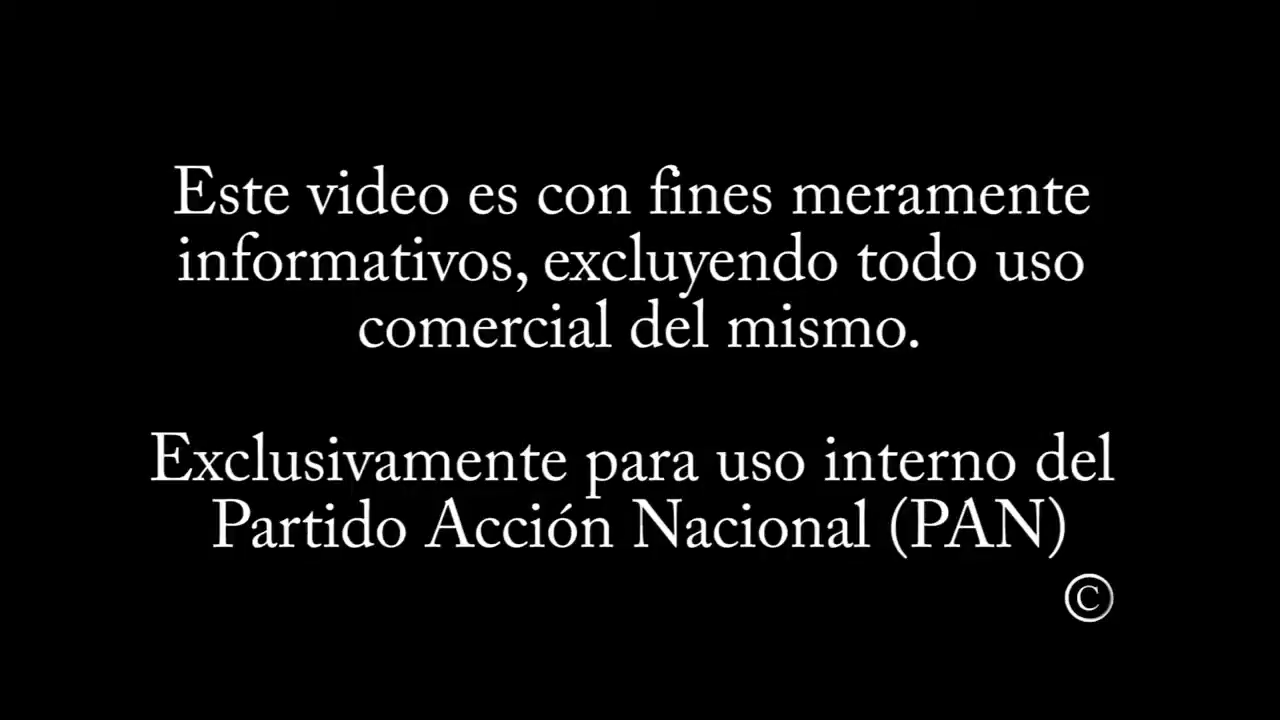 Este video es con fines meramente
informativos, excluyendo todo uso
comercial del mismo.
Exclusivamente para uso interno del
Partido Acción Nacional (PAN)
©